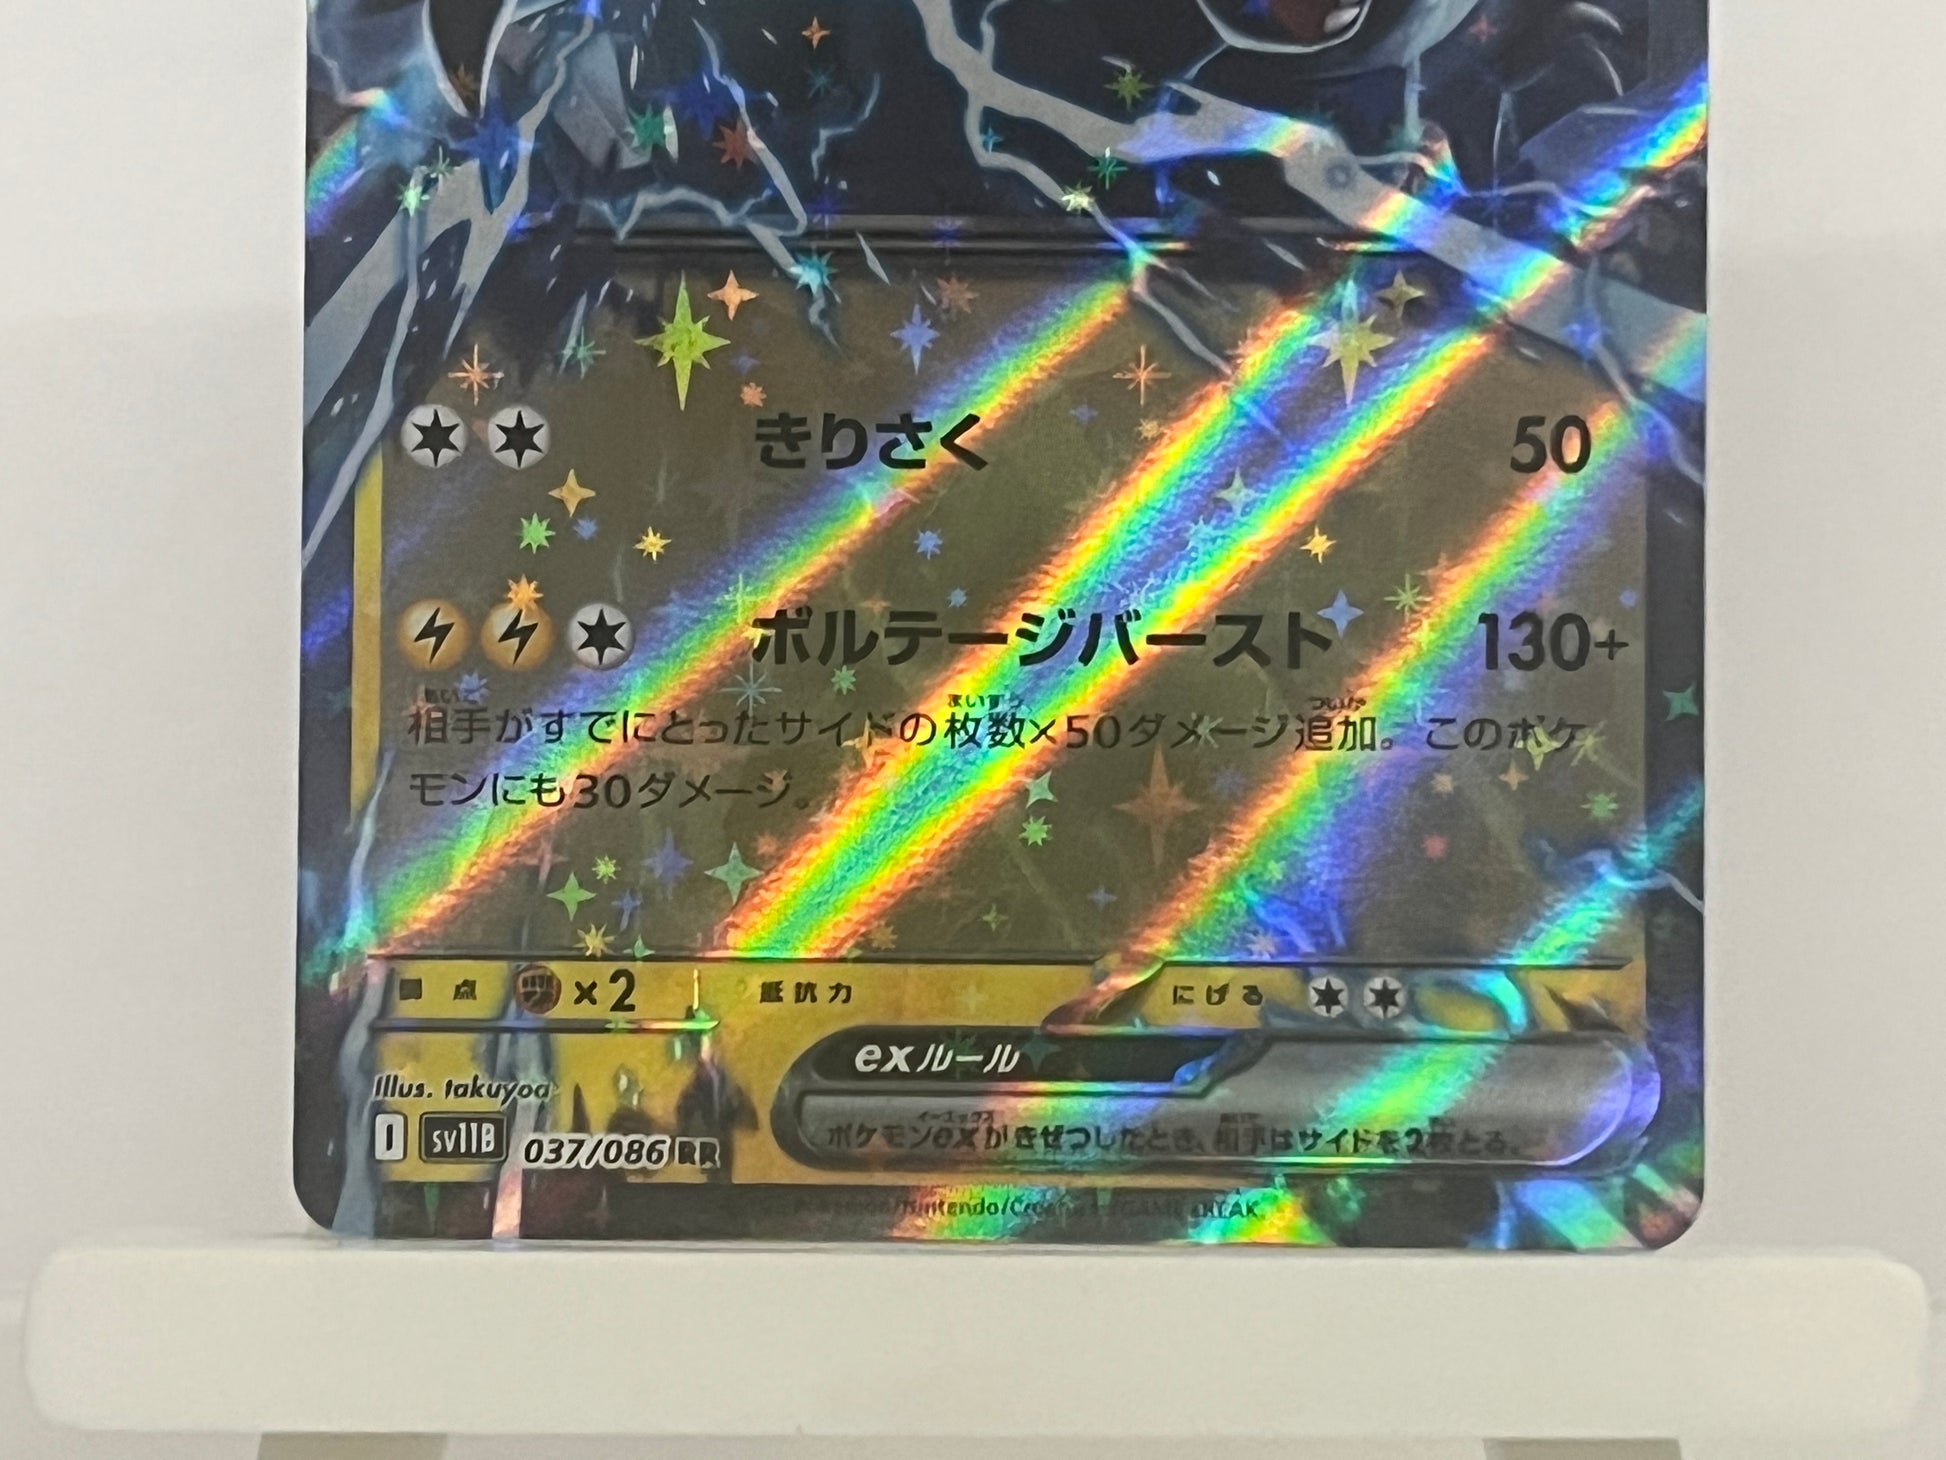 きりさく 50
ボルテージバースト 130+
相手がすでにとったサイドの枚数×50ダメージ追加。このポケ
モンにも30ダメージ。
弱点 ×2 抵抗力 にげる
exルール
Illus. takuyoa
ポケモンexがきぜつしたとき、相手はサイドを2枚とる。
I SV11B 037/086 RR